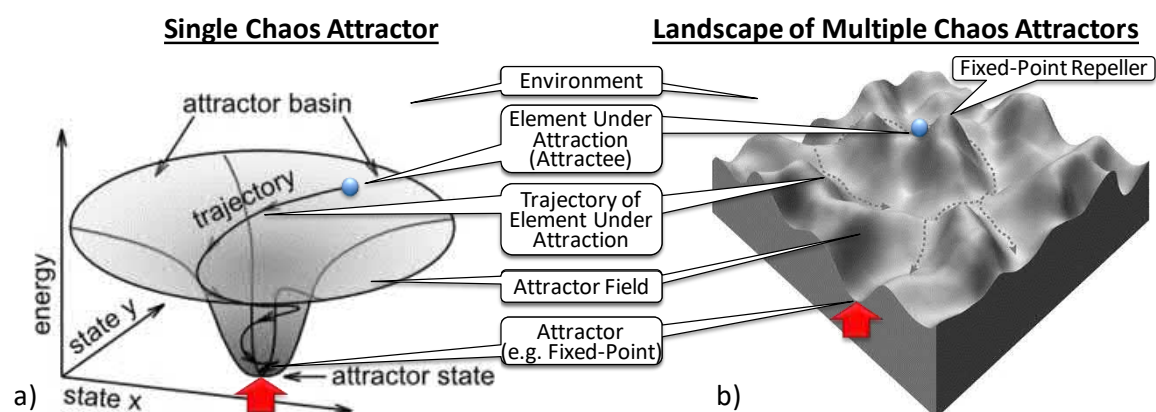 Single Chaos Attractor
Landscape of Multiple Chaos Attractors
Fixed-Point Repeller
Environment
attractor basin
Element Under
Attraction
(Attractee)
trajectory
Trajectory of
Element Under
Attraction
energy
Attractor Field
state y
Attractor
(e.g. Fixed-Point)
attractor state
a)
state x
b)